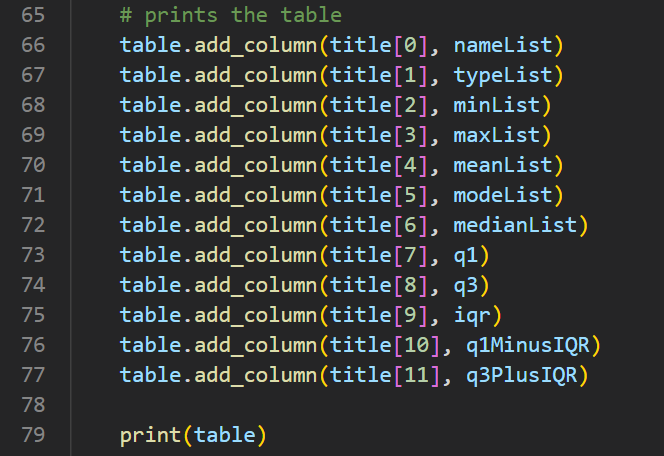 65 # prints the table
66 table.add_column(title[0], nameList)
67 table.add_column(title[1], typeList)
68 table.add_column(title[2], minList)
69 table.add_column(title[3], maxList)
70 table.add_column(title[4], meanList)
71 table.add_column(title[5], modeList)
72 table.add_column(title[6], medianList)
73 table.add_column(title[7], q1)
74 table.add_column(title[8], q3)
75 table.add_column(title[9], iqr)
76 table.add_column(title[10], q1MinusIQR)
77 table.add_column(title[11], q3PlusIQR)
78
79 print(table)